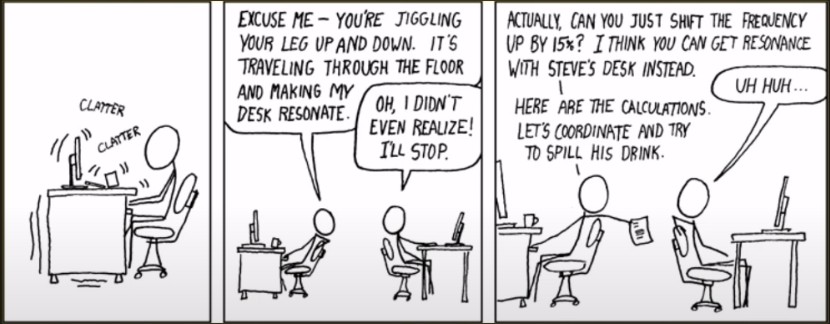 CLATTER
CLATTER
EXCUSE ME – YOU'RE JIGGLING
YOUR LEG UP AND DOWN. IT'S
TRAVELING THROUGH THE FLOOR
AND MAKING MY
DESK RESONATE.
OH, I DIDN'T
EVEN REALIZE!
I'LL STOP.
ACTUALLY, CAN YOU JUST SHIFT THE FREQUENCY
UP BY 15%? I THINK YOU CAN GET RESONANCE
WITH STEVE'S DESK INSTEAD.
UH HUH...
HERE ARE THE CALCULATIONS.
LET'S COORDINATE AND TRY
TO SPILL HIS DRINK.